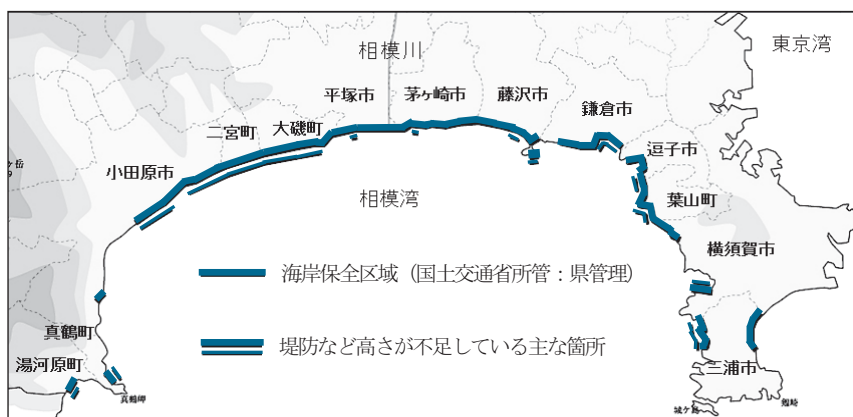 相模川
東京湾
平塚市
茅ヶ崎市
藤沢市
鎌倉市
大磯町
二宮町
逗子市
小田原市
葉山町
相模湾
横須賀市
海岸保全区域（国土交通省所管：県管理）
真鶴町
堤防など高さが不足している主な箇所
湯河原町
三浦市
真鶴岬
城ヶ島